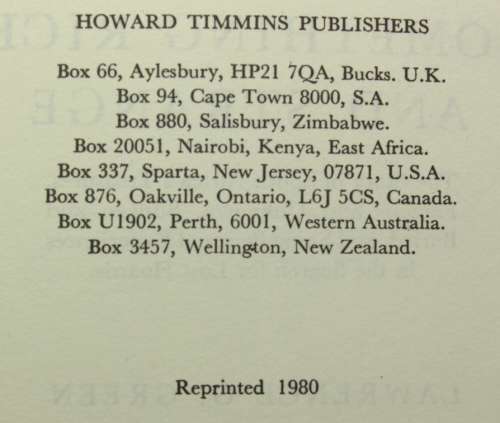 HOWARD TIMMINS PUBLISHERS
Box 66, Aylesbury, HP21 7QA, Bucks. U.K.
Box 94, Cape Town 8000, S.A.
Box 880, Salisbury, Zimbabwe.
Box 20051, Nairobi, Kenya, East Africa.
Box 337, Sparta, New Jersey, 07871, U.S.A.
Box 876, Oakville, Ontario, L6J 5CS, Canada.
Box U1902, Perth, 6001, Western Australia.
Box 3457, Wellington, New Zealand.
Reprinted 1980